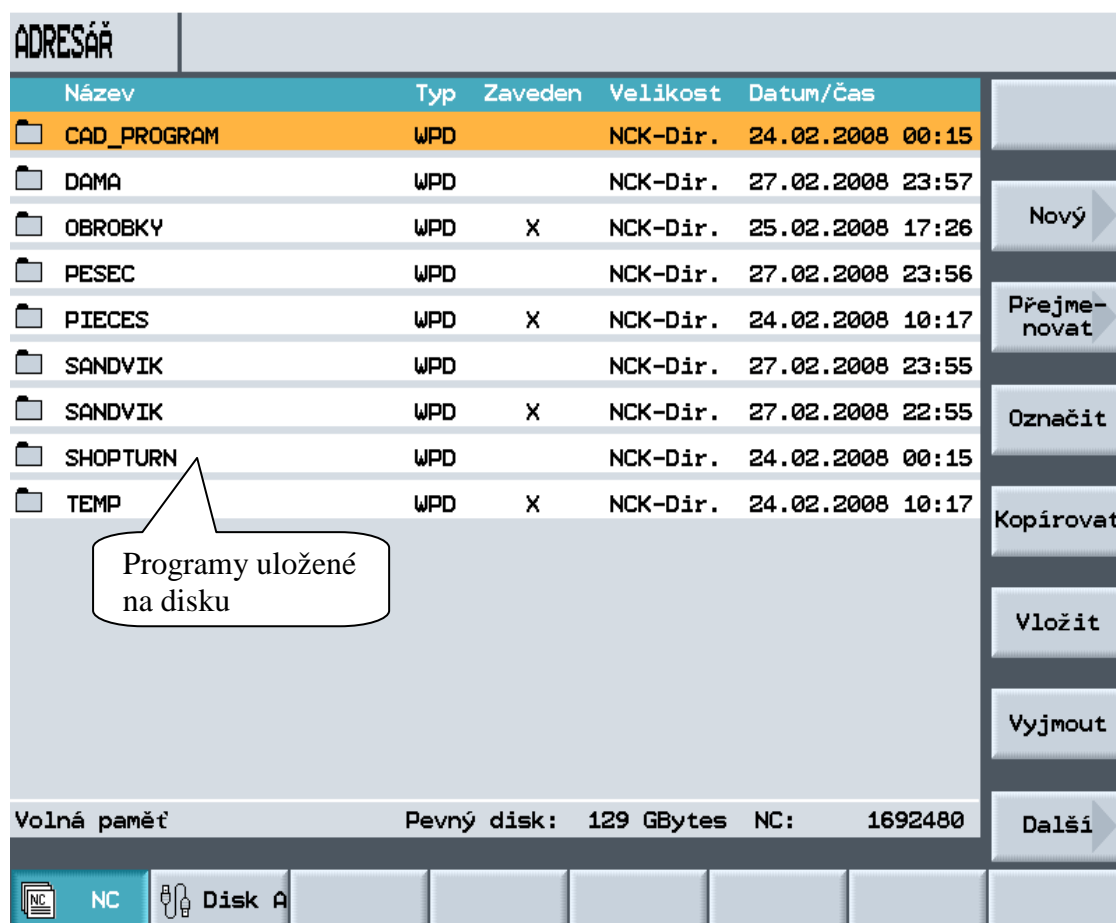 ADRESÁŘ
Název Typ Zaveden Velikost Datum/Čas
CAD_PROGRAM WPD NCK-Dir. 24.02.2008 00:15
DAMA WPD NCK-Dir. 27.02.2008 23:57
OBROBKY WPD X NCK-Dir. 25.02.2008 17:26
PESEC WPD NCK-Dir. 27.02.2008 23:56
PIECES WPD X NCK-Dir. 24.02.2008 10:17
SANDVIK WPD NCK-Dir. 27.02.2008 23:55
SANDVIK WPD X NCK-Dir. 27.02.2008 22:55
SHOPTURN WPD NCK-Dir. 24.02.2008 00:15
TEMP WPD X NCK-Dir. 24.02.2008 10:17
Programy uložené
na disku
Volná paměť Pevný disk: 129 GBytes NC: 1692480
Nový
Přejme-
novat
Označit
Kopírovat
Vložit
Vyjmout
Další
NC NC Disk A